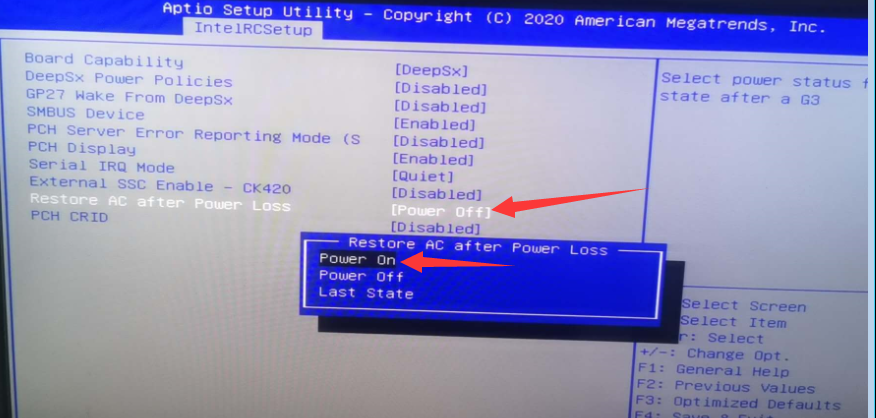 Aptio Setup Utility - Copyright (C) 2020 American Megatrends, Inc.
IntelRCSetup
Board Capability [DeepSx]
DeepSx Power Policies [Disabled]
GP27 Wake From DeepSx [Disabled]
SMBUS Device [Enabled]
PCH Server Error Reporting Mode (S [Disabled]
PCH Display [Enabled]
Serial IRQ Mode [Quiet]
External SSC Enable - CK420 [Disabled]
Restore AC after Power Loss [Power Off]
PCH CRID [Disabled]
Restore AC after Power Loss
Power On
Power Off
Last State
Select power status f
state after a G3
Select Screen
Select Item
r: Select
+/-: Change Opt.
F1: General Help
F2: Previous Values
F3: Optimized Defaults
F4: Save & Exit